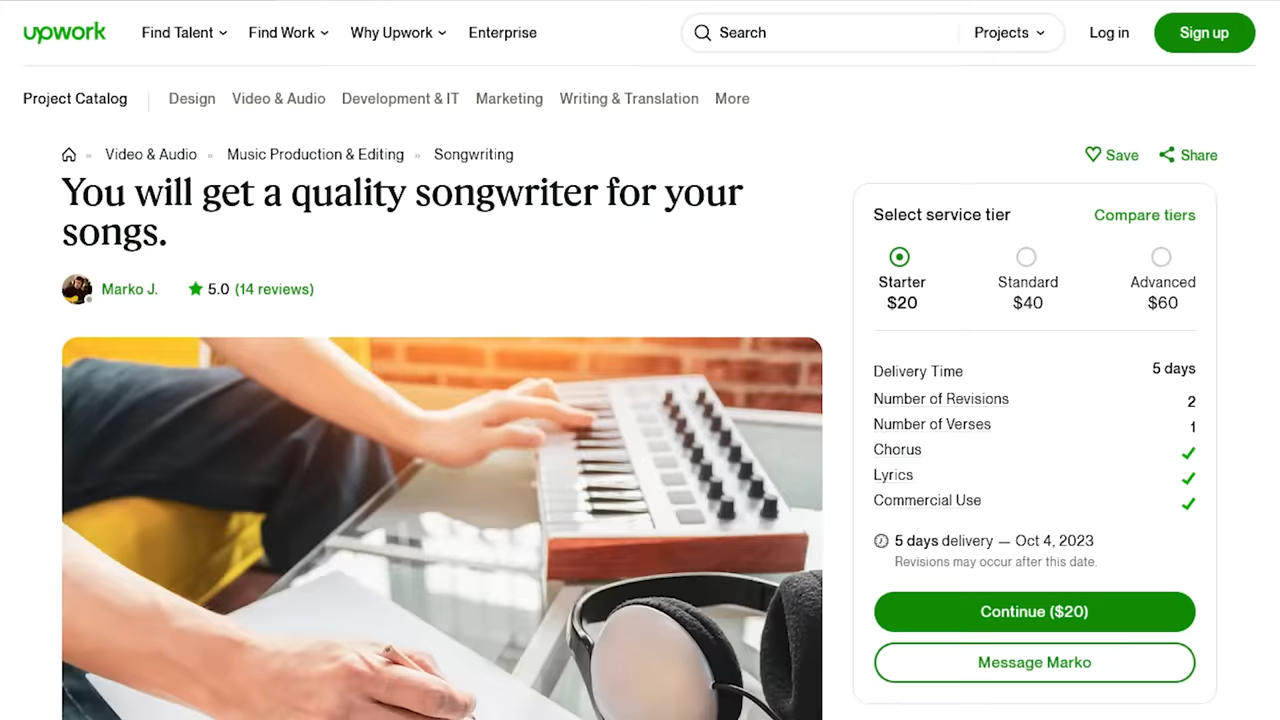 upwork Find Talent Find Work Why Upwork Enterprise Search Projects Log in Sign up
Project Catalog Design Video & Audio Development & IT Marketing Writing & Translation More
» Video & Audio » Music Production & Editing » Songwriting Save Share
You will get a quality songwriter for your
songs.
Marko J. 5.0 (14 reviews)
Select service tier Compare tiers
Starter Standard Advanced
$20 $40 $60
Delivery Time 5 days
Number of Revisions 2
Number of Verses 1
Chorus
Lyrics
Commercial Use
5 days delivery — Oct 4, 2023
Revisions may occur after this date.
Continue ($20)
Message Marko